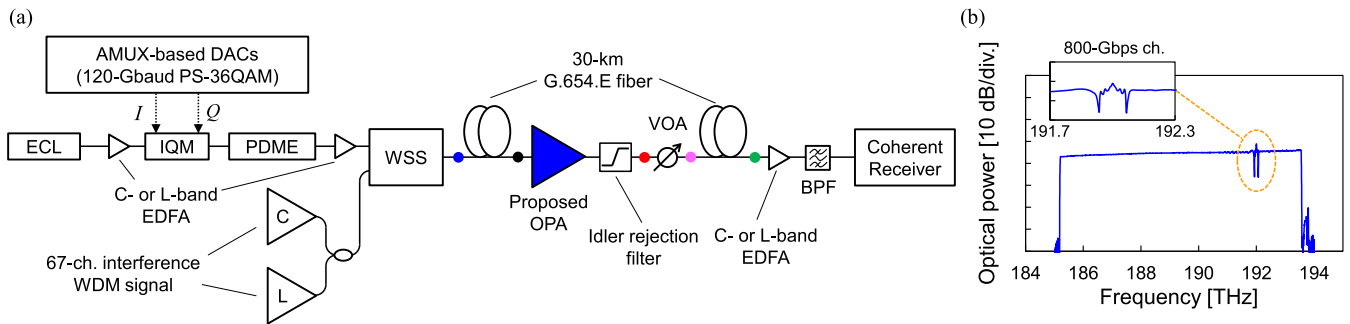 (a)
AMUX-based DACs
(120-Gbaud PS-36QAM)
I
Q
ECL
IQM
PDME
WSS
C- or L-band
EDFA
C
L
67-ch. interference
WDM signal
30-km
G.654.E fiber
Proposed
OPA
Idler rejection
filter
VOA
C- or L-band
EDFA
BPF
Coherent
Receiver
(b)
Optical power [10 dB/div.]
800-Gbps ch.
191.7
192.3
184
186
188
190
192
194
Frequency [THz]